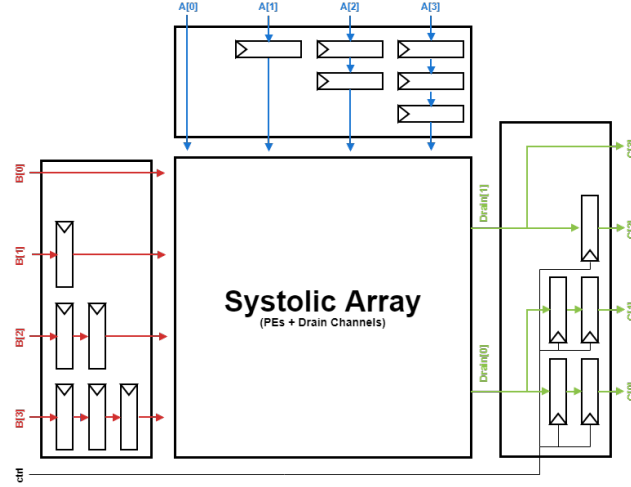 A[0]
A[1]
A[2]
A[3]
B[0]
B[1]
B[2]
B[3]
Systolic Array
(PEs + Drain Channels)
Drain[1]
Drain[0]
ctrl